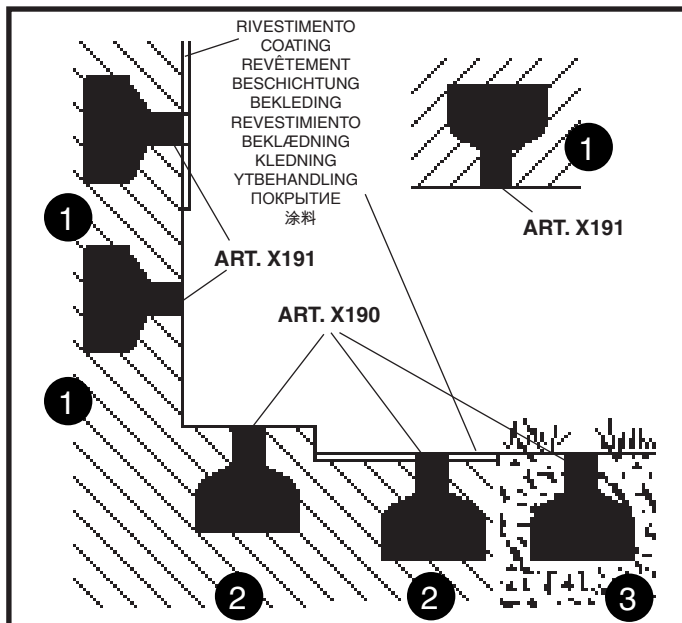 RIVESTIMENTO
COATING
REVÊTEMENT
BESCHICHTUNG
BEKLEDING
REVESTIMIENTO
BEKLÆDNING
KLEDNING
YTBEHANDLING
ПОКРЫТИЕ
涂料
1
ART. X191
1
ART. X191
ART. X190
1
2
2
3